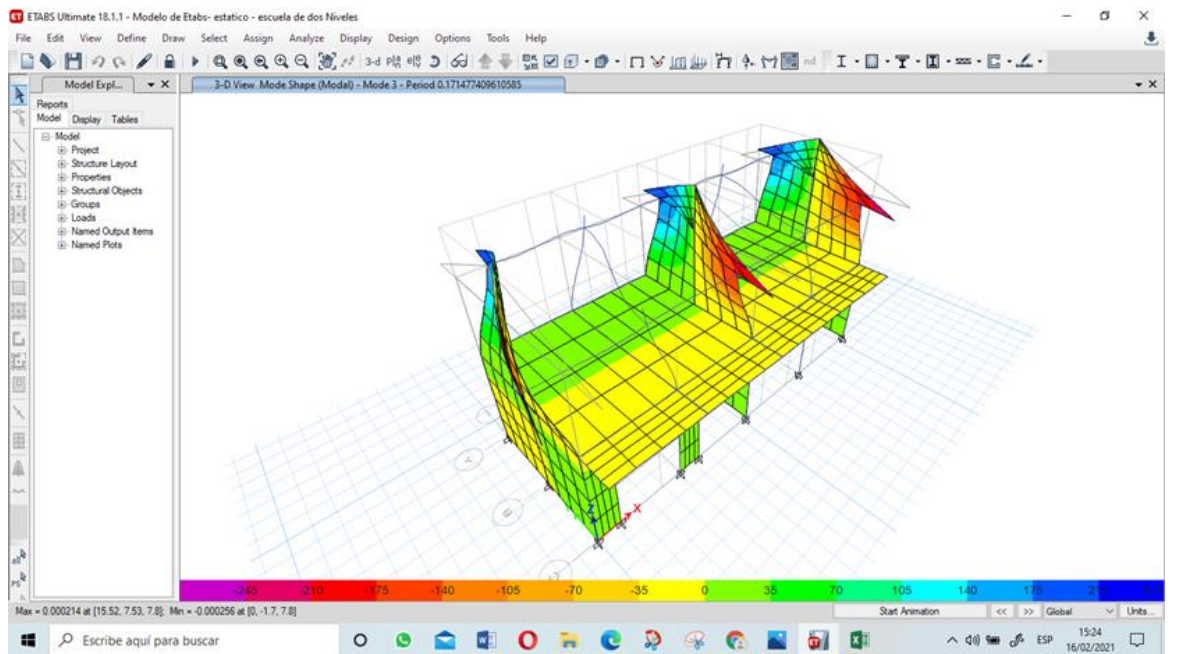 ETABS Ultimate 18.1.1 - Modelo de Etabs- estatico - escuela de dos Niveles
File Edit View Define Draw Select Assign Analyze Display Design Options Tools Help
3-d
Model Expl...
3-D View Mode Shape (Modal) - Mode 3 - Period 0.171477409610585
Reports
Model Display Tables
Model
Project
Structure Layout
Properties
Structural Objects
Groups
Loads
Named Output Items
Named Plots
Z X
-245 -210 -175 -140 -105 -70 -35 0 35 70 105 140 175
Max = 0.000214 at [15.52, 7.53, 7.8]; Min = -0.000256 at [0, -1.7, 7.8]
Start Animation << >> Global Units...
Escribe aquí para buscar
ESP
15:24
16/02/2021